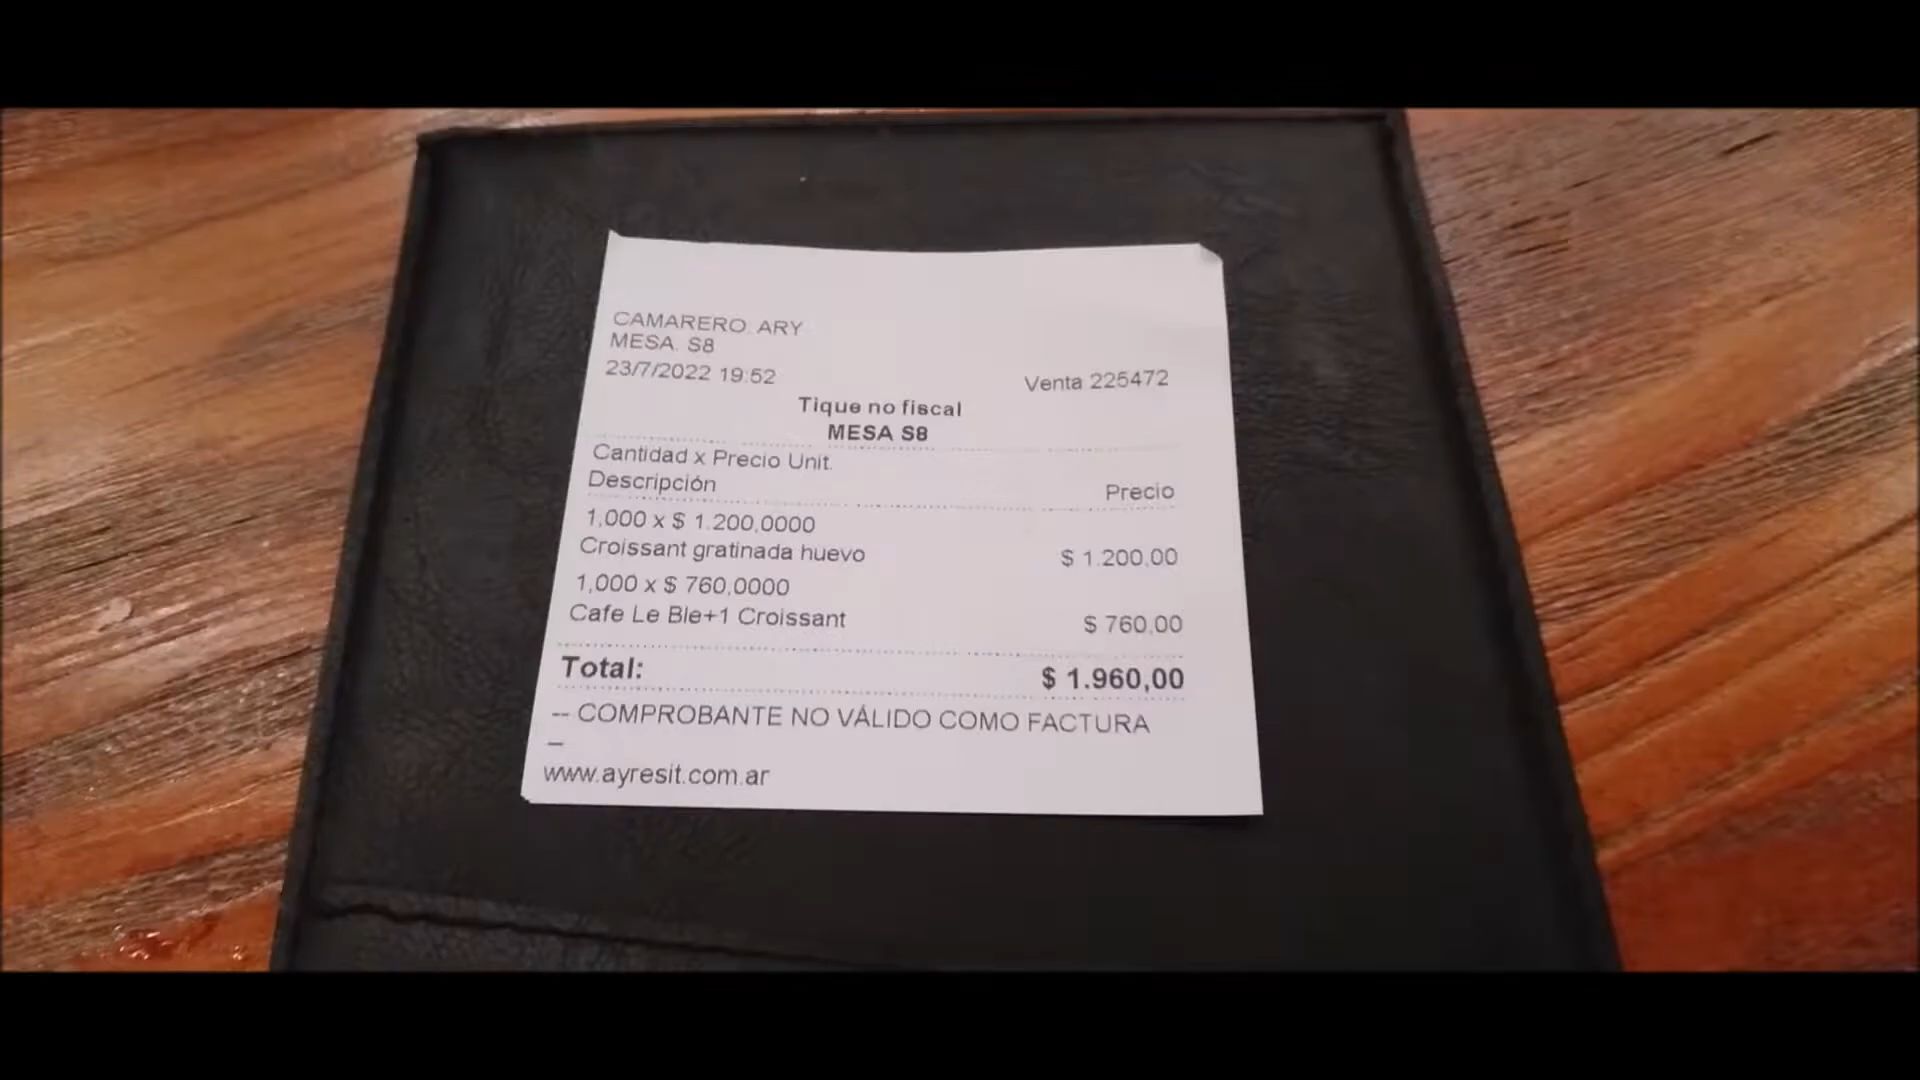 CAMARERO. ARY
MESA. S8
23/7/2022 19:52
Venta 225472
Tique no fiscal
MESA S8
Cantidad x Precio Unit.
Descripción
Precio
1,000 x $ 1.200,0000
Croissant gratinada huevo
$ 1.200,00
1,000 x $ 760,0000
Cafe Le Ble+1 Croissant
$ 760,00
Total:
$ 1.960,00
-- COMPROBANTE NO VÁLIDO COMO FACTURA
--
www.ayresit.com.ar